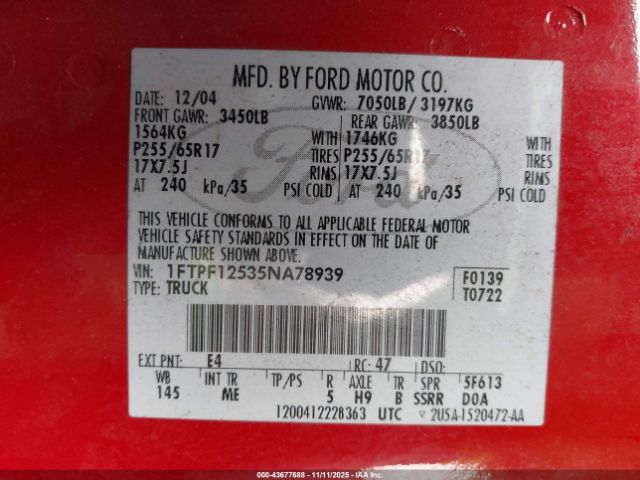 MFD. BY FORD MOTOR CO.
DATE: 12/04 GVWR: 7050LB/ 3197KG
FRONT GAWR: 3450LB REAR GAWR: 3850LB
1564KG WITH 1746KG WITH
P255/65R17 TIRES P255/65R17 TIRES
17X7.5J RIMS 17X7.5J RIMS
AT 240 kPa/35 PSI COLD AT 240 kPa/35 PSI COLD
Ford
THIS VEHICLE CONFORMS TO ALL APPLICABLE FEDERAL MOTOR
VEHICLE SAFETY STANDARDS IN EFFECT ON THE DATE OF
MANUFACTURE SHOWN ABOVE.
VIN: 1FTPF12535NA78939 F0139
TYPE: TRUCK T0722
EXT PNT: E4 RC: 47 DSO:
WB INT TR TP/PS R AXLE TR SPR 5F613
145 ME 5 H9 B SSRR DOA
1200412228363 UTC 2U5A-1520472-AA
000-43677688 - 11/11/2025 - IAAI.com